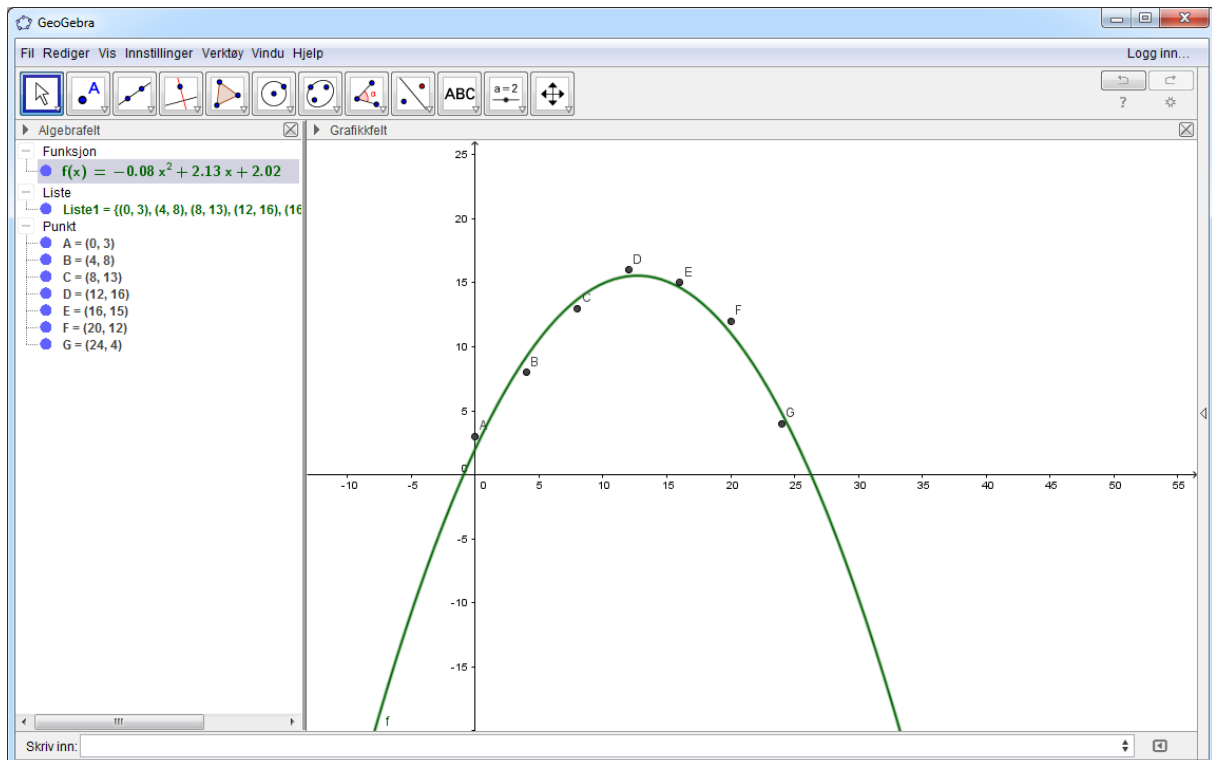 GeoGebra
Fil Rediger Vis Innstillinger Verktøy Vindu Hjelp Logg inn...
A ABC a=2
α
?
Algebrafelt
Grafikkfelt
Funksjon
f(x) = −0.08 x² + 2.13 x + 2.02
Liste
Liste1 = {(0, 3), (4, 8), (8, 13), (12, 16), (16
Punkt
A = (0, 3)
B = (4, 8)
C = (8, 13)
D = (12, 16)
E = (16, 15)
F = (20, 12)
G = (24, 4)
25
20
15
10
5
0
-5
-10
-15
-10 -5 0 5 10 15 20 25 30 35 40 45 50 55
A
B
C
D
E
F
G
f
Skriv inn: